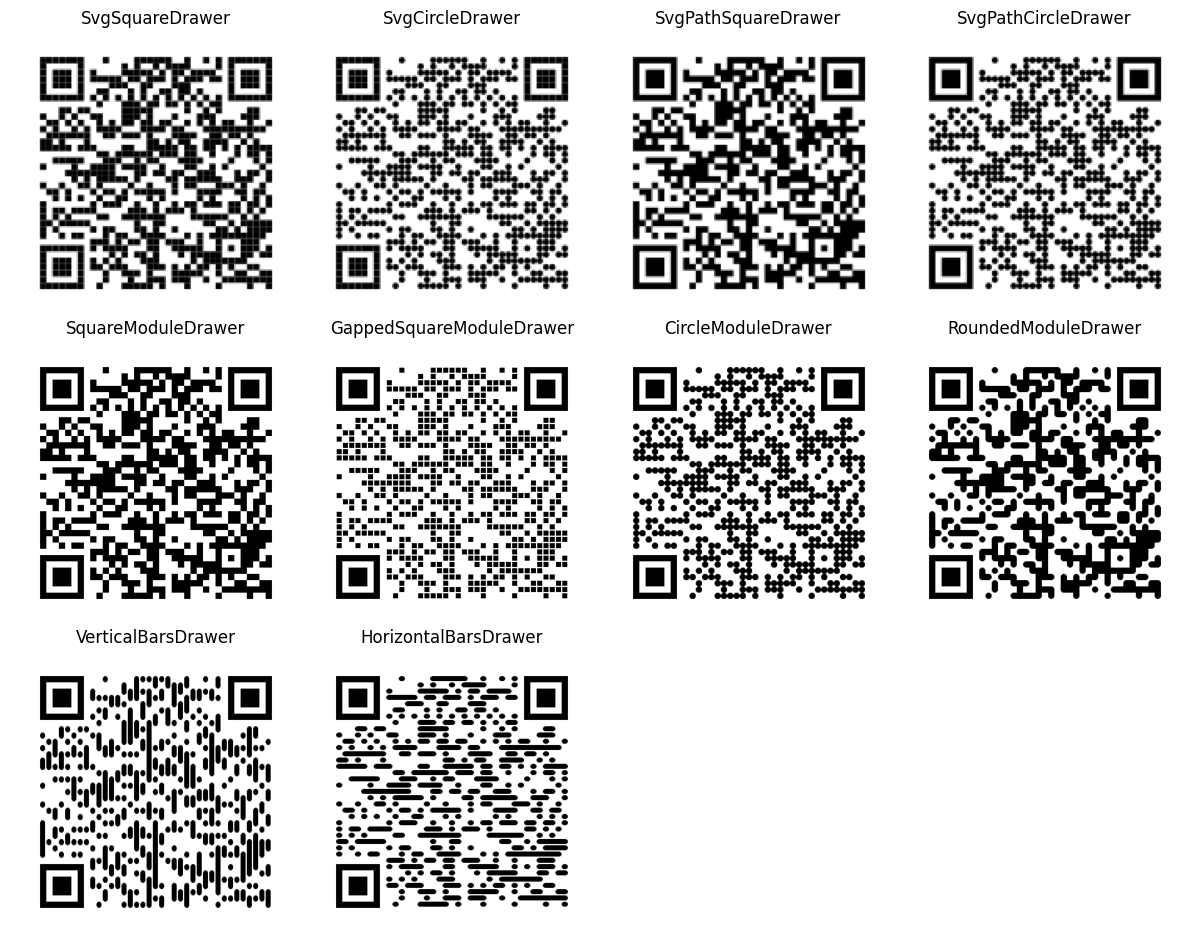 SvgSquareDrawer
SvgCircleDrawer
SvgPathSquareDrawer
SvgPathCircleDrawer
SquareModuleDrawer
GappedSquareModuleDrawer
CircleModuleDrawer
RoundedModuleDrawer
VerticalBarsDrawer
HorizontalBarsDrawer